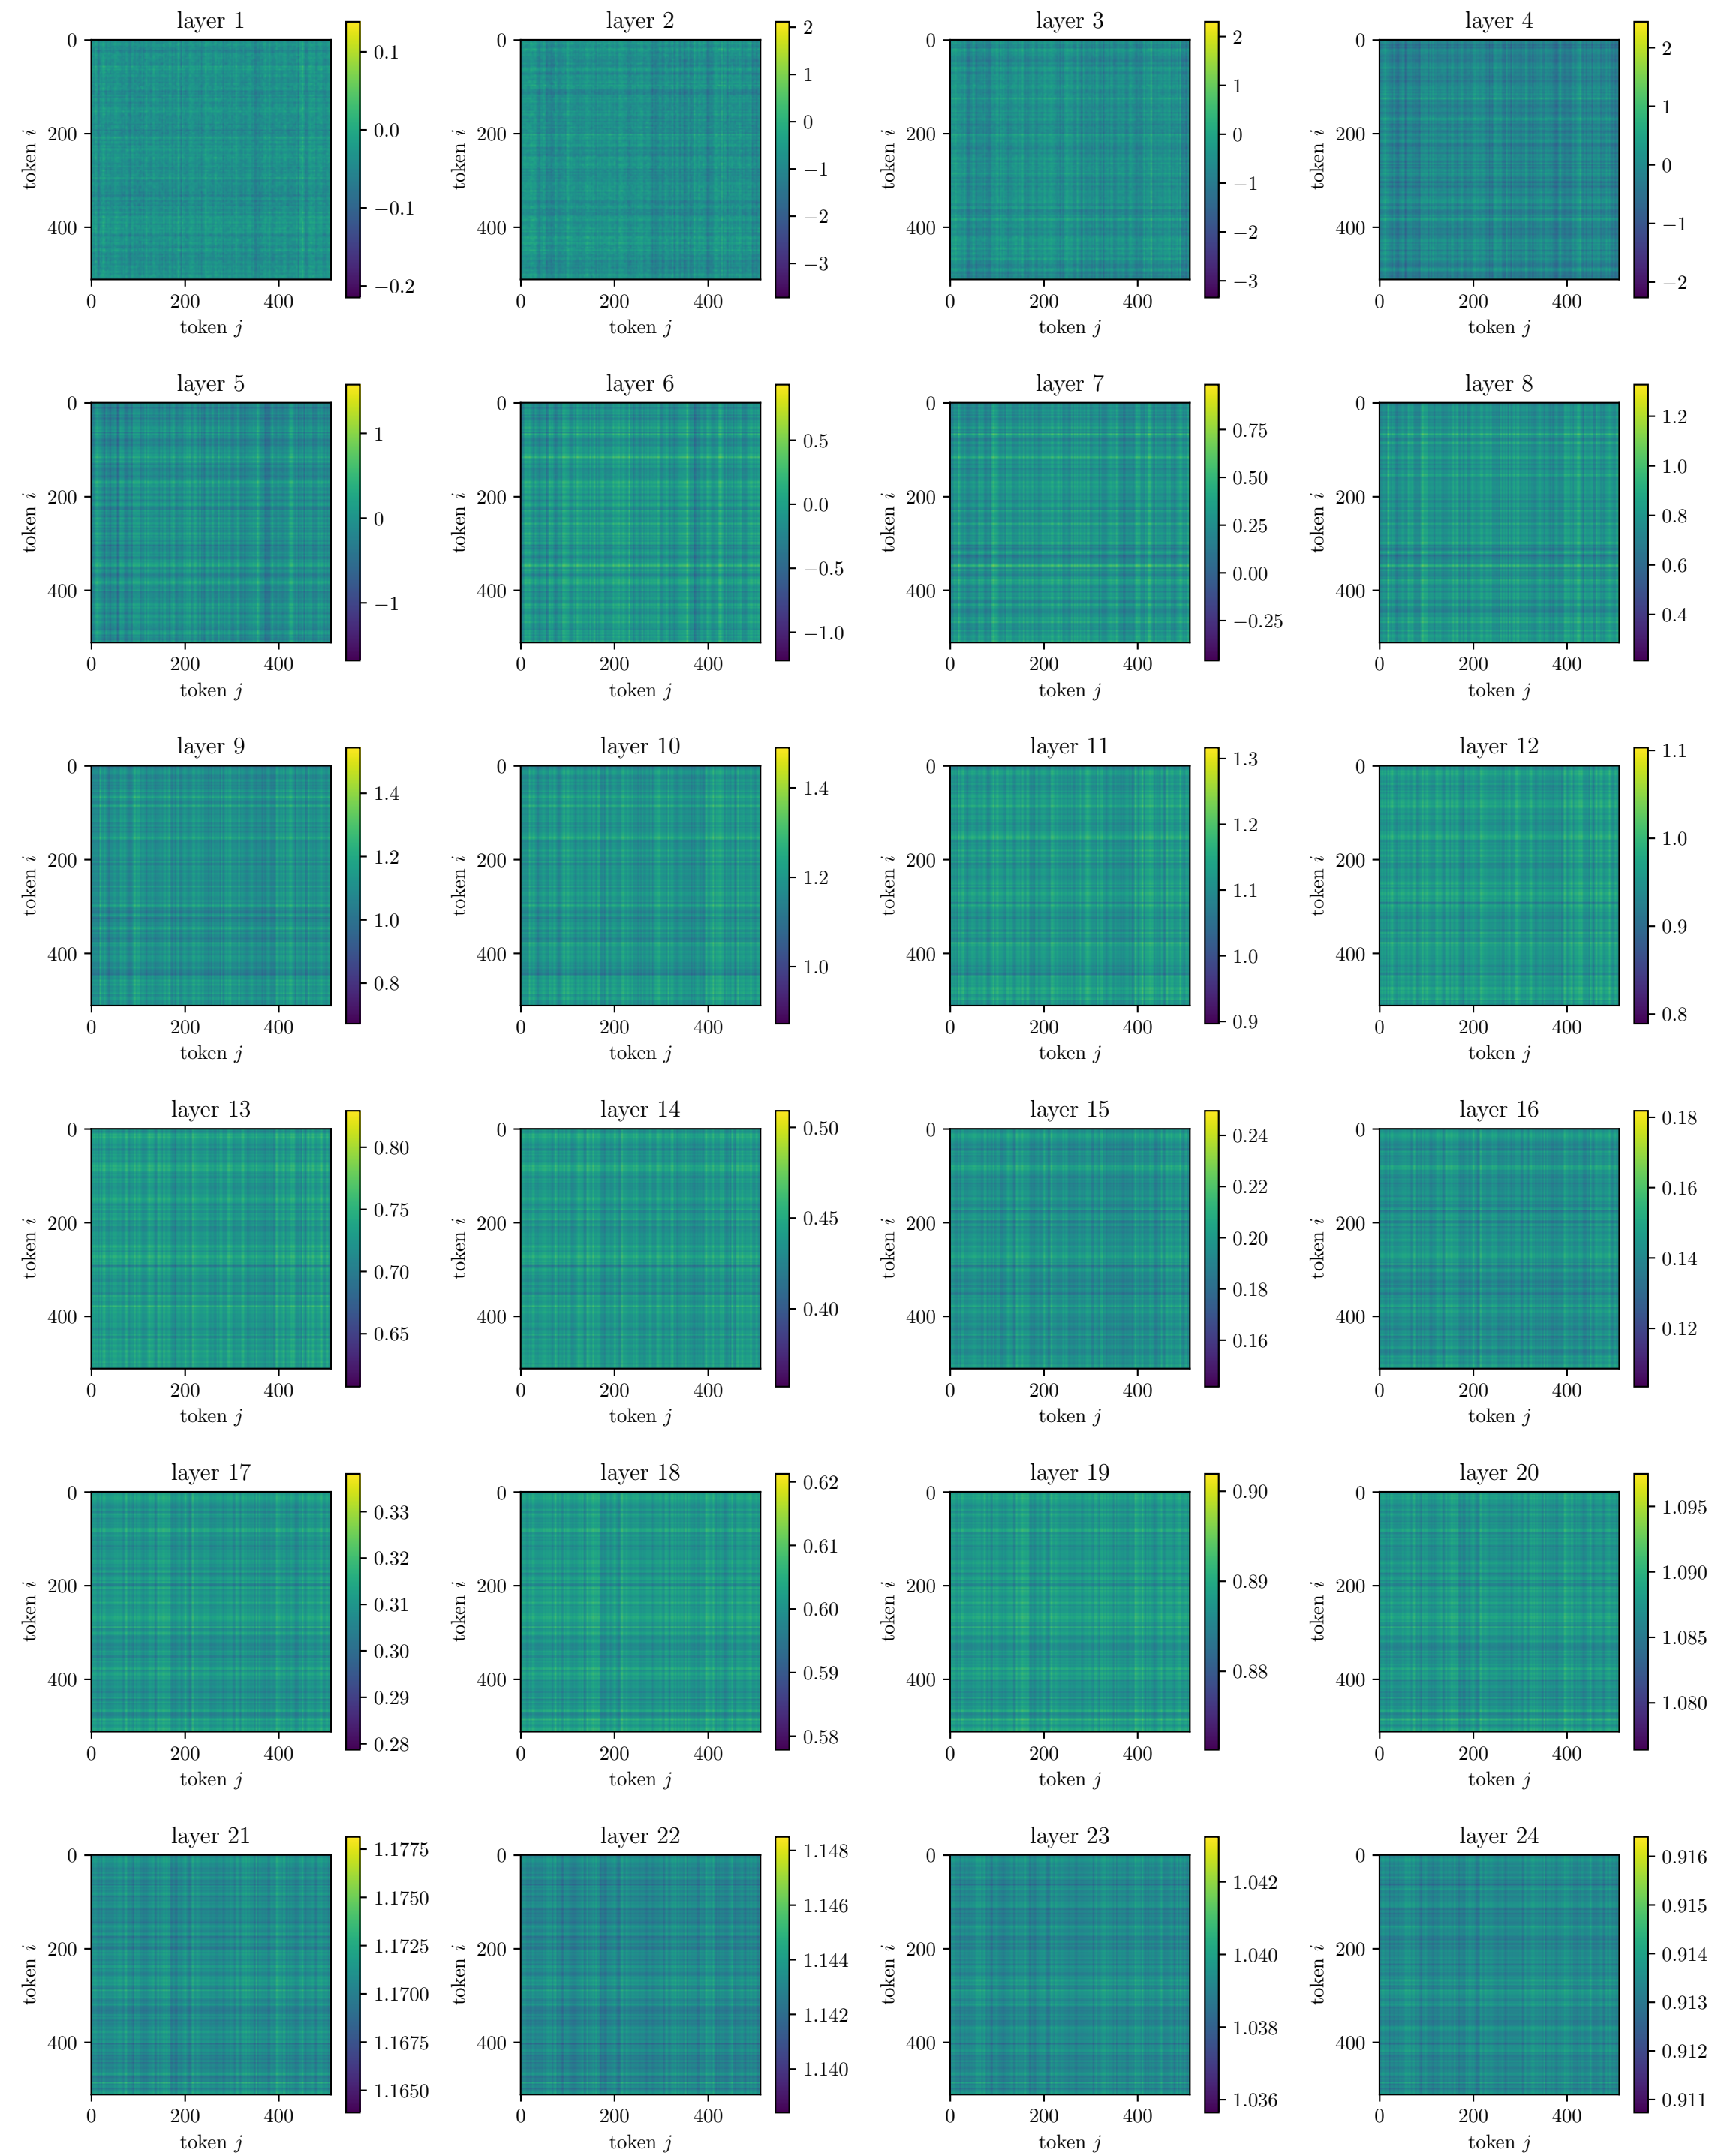 layer 1
0
200
400
token i
0 200 400
token j
0.1
0.0
−0.1
−0.2
layer 2
0
200
400
token i
0 200 400
token j
2
1
0
−1
−2
−3
layer 3
0
200
400
token i
0 200 400
token j
2
1
0
−1
−2
−3
layer 4
0
200
400
token i
0 200 400
token j
2
1
0
−1
−2
layer 5
0
200
400
token i
0 200 400
token j
1
0
−1
layer 6
0
200
400
token i
0 200 400
token j
0.5
0.0
−0.5
−1.0
layer 7
0
200
400
token i
0 200 400
token j
0.75
0.50
0.25
0.00
−0.25
layer 8
0
200
400
token i
0 200 400
token j
1.2
1.0
0.8
0.6
0.4
layer 9
0
200
400
token i
0 200 400
token j
1.4
1.2
1.0
0.8
layer 10
0
200
400
token i
0 200 400
token j
1.4
1.2
1.0
layer 11
0
200
400
token i
0 200 400
token j
1.3
1.2
1.1
1.0
0.9
layer 12
0
200
400
token i
0 200 400
token j
1.1
1.0
0.9
0.8
layer 13
0
200
400
token i
0 200 400
token j
0.80
0.75
0.70
0.65
layer 14
0
200
400
token i
0 200 400
token j
0.50
0.45
0.40
layer 15
0
200
400
token i
0 200 400
token j
0.24
0.22
0.20
0.18
0.16
layer 16
0
200
400
token i
0 200 400
token j
0.18
0.16
0.14
0.12
layer 17
0
200
400
token i
0 200 400
token j
0.33
0.32
0.31
0.30
0.29
0.28
layer 18
0
200
400
token i
0 200 400
token j
0.62
0.61
0.60
0.59
0.58
layer 19
0
200
400
token i
0 200 400
token j
0.90
0.89
0.88
layer 20
0
200
400
token i
0 200 400
token j
1.095
1.090
1.085
1.080
layer 21
0
200
400
token i
0 200 400
token j
1.1775
1.1750
1.1725
1.1700
1.1675
1.1650
layer 22
0
200
400
token i
0 200 400
token j
1.148
1.146
1.144
1.142
1.140
layer 23
0
200
400
token i
0 200 400
token j
1.042
1.040
1.038
1.036
layer 24
0
200
400
token i
0 200 400
token j
0.916
0.915
0.914
0.913
0.912
0.911